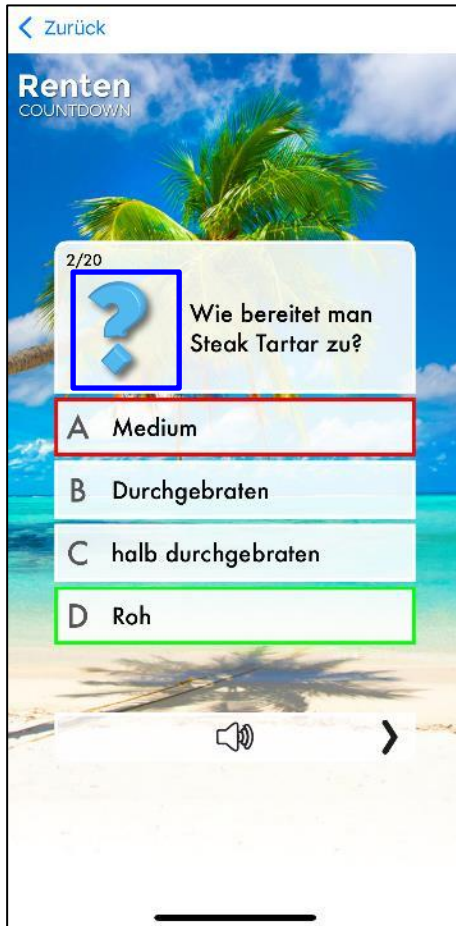 Zurück
Renten
COUNTDOWN
2/20
Wie bereitet man
Steak Tartar zu?
A Medium
B Durchgebraten
C halb durchgebraten
D Roh